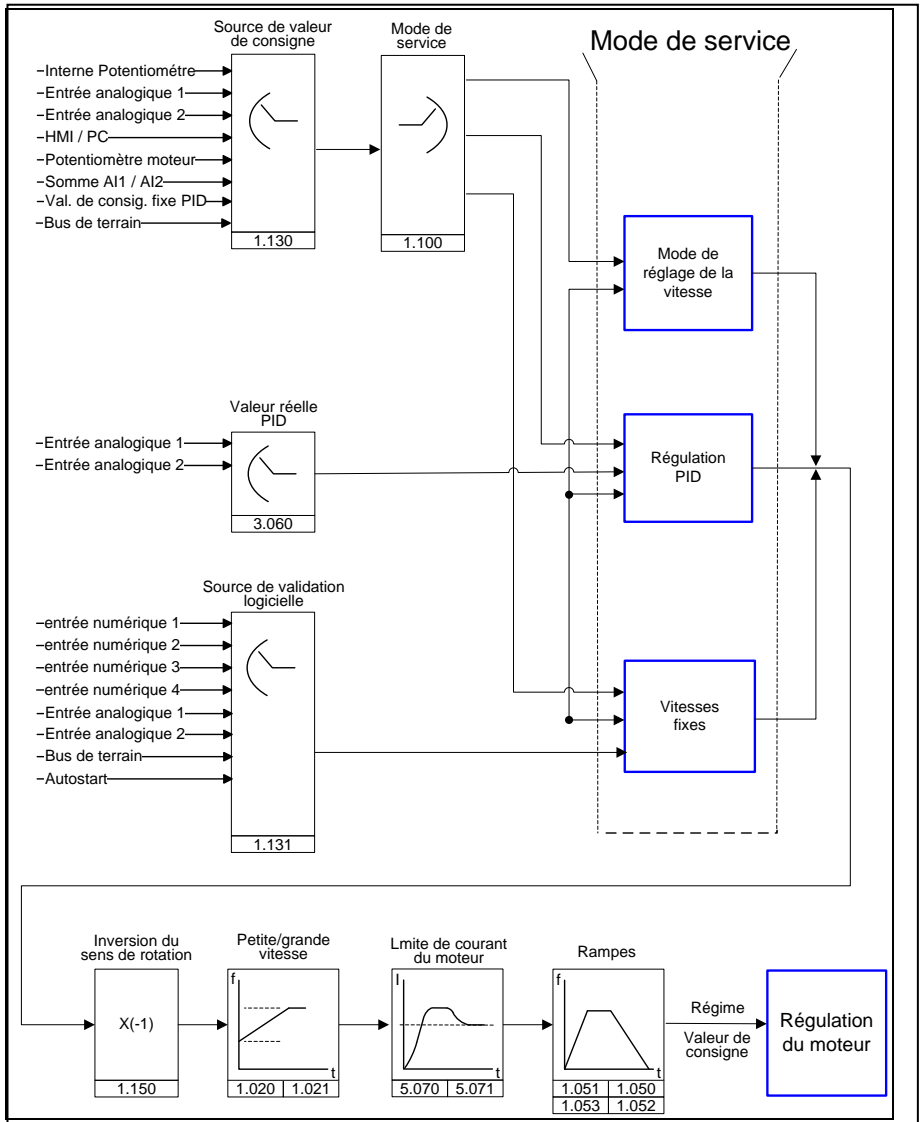 Source de valeur
de consigne
Mode de
service
Mode de service
Interne Potentiométre
Entrée analogique 1
Entrée analogique 2
HMI / PC
Potentiomètre moteur
Somme AI1 / AI2
Val. de consig. fixe PID
Bus de terrain
1.130
1.100
Mode de
réglage de la
vitesse
Valeur réelle
PID
Entrée analogique 1
Entrée analogique 2
3.060
Régulation
PID
Source de validation
logicielle
entrée numérique 1
entrée numérique 2
entrée numérique 3
entrée numérique 4
Entrée analogique 1
Entrée analogique 2
Bus de terrain
Autostart
1.131
Vitesses
fixes
Inversion du
sens de rotation
X(-1)
1.150
Petite/grande
vitesse
f
t
1.020 1.021
Lmite de courant
du moteur
I
t
5.070 5.071
Rampes
f
t
1.051 1.050
1.053 1.052
Régime
Valeur de
consigne
Régulation
du moteur